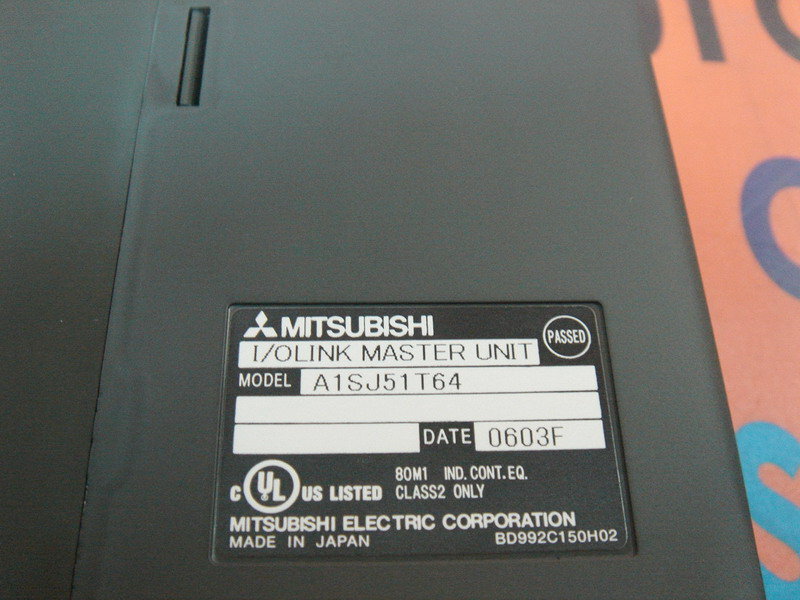 MITSUBISHI
PASSED
I/OLINK MASTER UNIT
MODEL A1SJ51T64
DATE 0603F
C UL US LISTED 80M1 IND. CONT. EQ.
CLASS2 ONLY
MITSUBISHI ELECTRIC CORPORATION
MADE IN JAPAN BD992C150H02